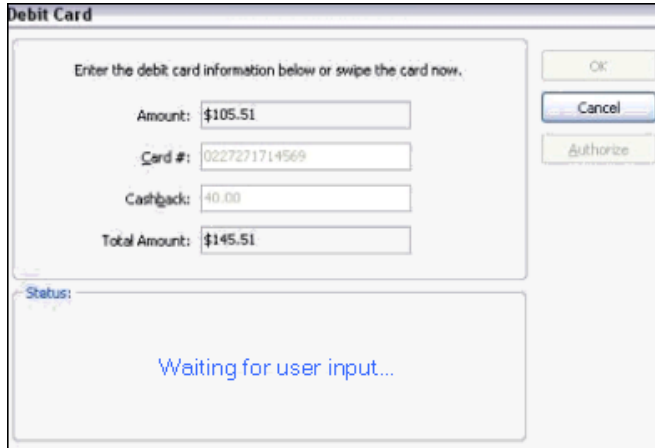 Debit Card
Enter the debit card information below or swipe the card now.
OK
Amount: $105.51
Cancel
Card #: 0227271714569
Authorize
Cashback: 40.00
Total Amount: $145.51
Status:
Waiting for user input...